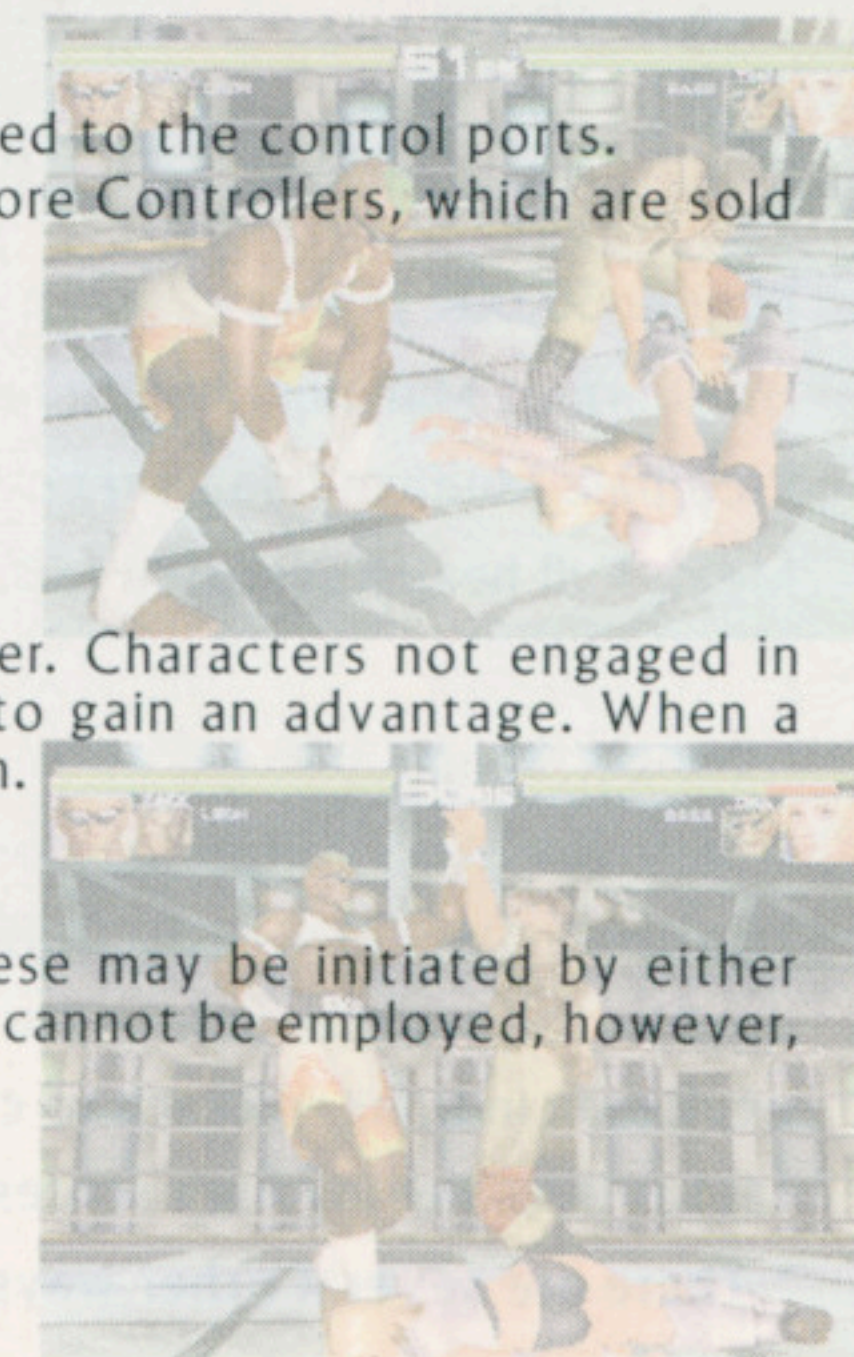 ed to the control ports.
ore Controllers, which are sold
er. Characters not engaged in
to gain an advantage. When a
n.
ese may be initiated by either
cannot be employed, however,